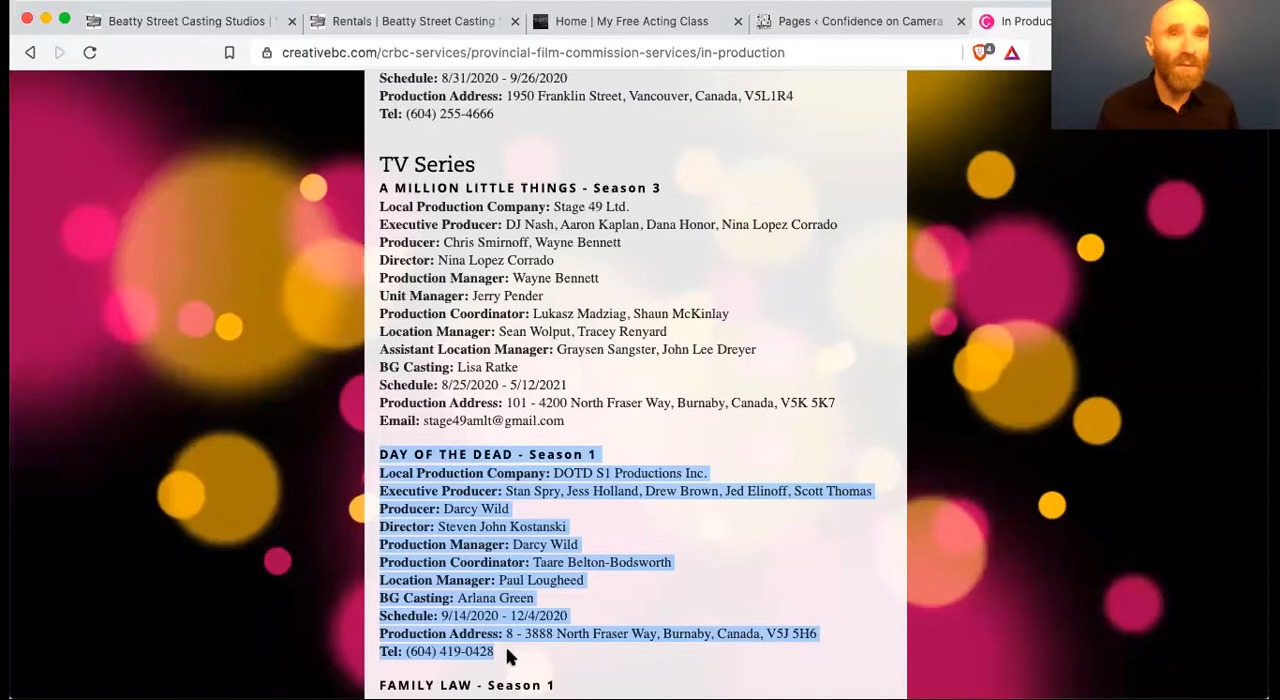 Beatty Street Casting Studios |
Rentals | Beatty Street Casting
Home | My Free Acting Class
Pages ‹ Confidence on Camera
In Produc
creativebc.com/crbc-services/provincial-film-commission-services/in-production
4
Schedule: 8/31/2020 - 9/26/2020
Production Address: 1950 Franklin Street, Vancouver, Canada, V5L1R4
Tel: (604) 255-4666
TV Series
A MILLION LITTLE THINGS - Season 3
Local Production Company: Stage 49 Ltd.
Executive Producer: DJ Nash, Aaron Kaplan, Dana Honor, Nina Lopez Corrado
Producer: Chris Smirnoff, Wayne Bennett
Director: Nina Lopez Corrado
Production Manager: Wayne Bennett
Unit Manager: Jerry Pender
Production Coordinator: Lukasz Madziag, Shaun McKinlay
Location Manager: Sean Wolput, Tracey Renyard
Assistant Location Manager: Graysen Sangster, John Lee Dreyer
BG Casting: Lisa Ratke
Schedule: 8/25/2020 - 5/12/2021
Production Address: 101 - 4200 North Fraser Way, Burnaby, Canada, V5K 5K7
Email: stage49amlt@gmail.com
DAY OF THE DEAD - Season 1
Local Production Company: DOTD S1 Productions Inc.
Executive Producer: Stan Spry, Jess Holland, Drew Brown, Jed Elinoff, Scott Thomas
Producer: Darcy Wild
Director: Steven John Kostanski
Production Manager: Darcy Wild
Production Coordinator: Taare Belton-Bodsworth
Location Manager: Paul Lougheed
BG Casting: Arlana Green
Schedule: 9/14/2020 - 12/4/2020
Production Address: 8 - 3888 North Fraser Way, Burnaby, Canada, V5J 5H6
Tel: (604) 419-0428
FAMILY LAW - Season 1